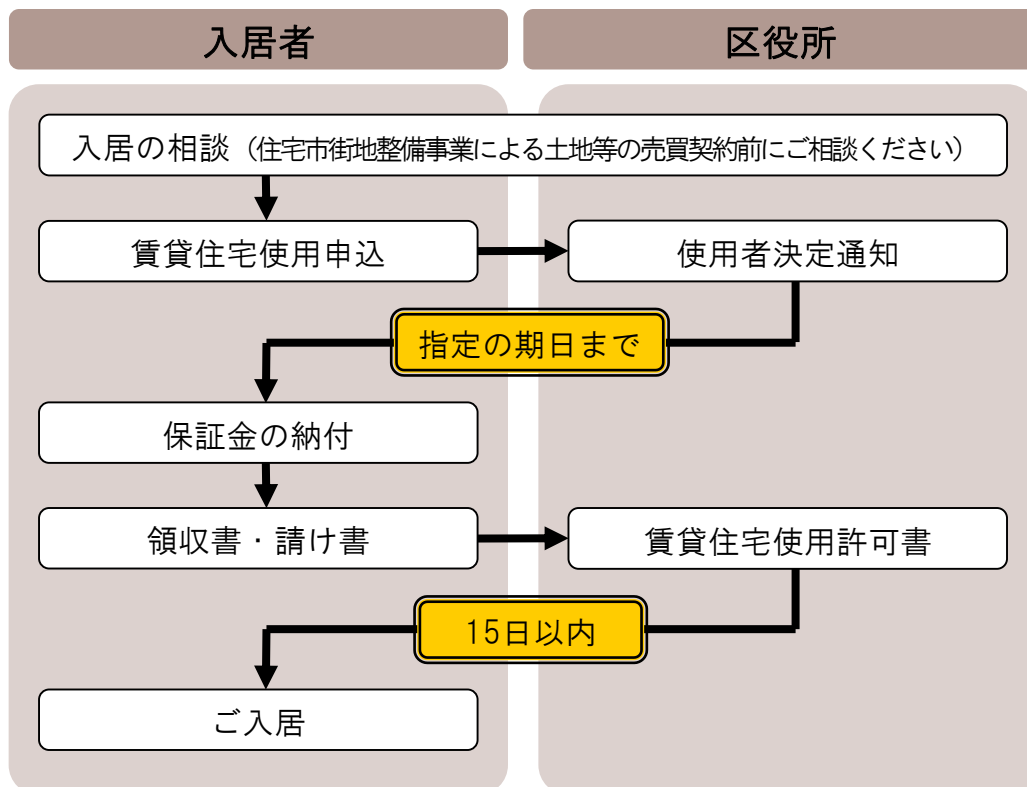 入居者
区役所
入居の相談（住宅市街地整備事業による土地等の売買契約前にご相談ください）
賃貸住宅使用申込
使用者決定通知
指定の期日まで
保証金の納付
領収書・請け書
賃貸住宅使用許可書
15日以内
ご入居